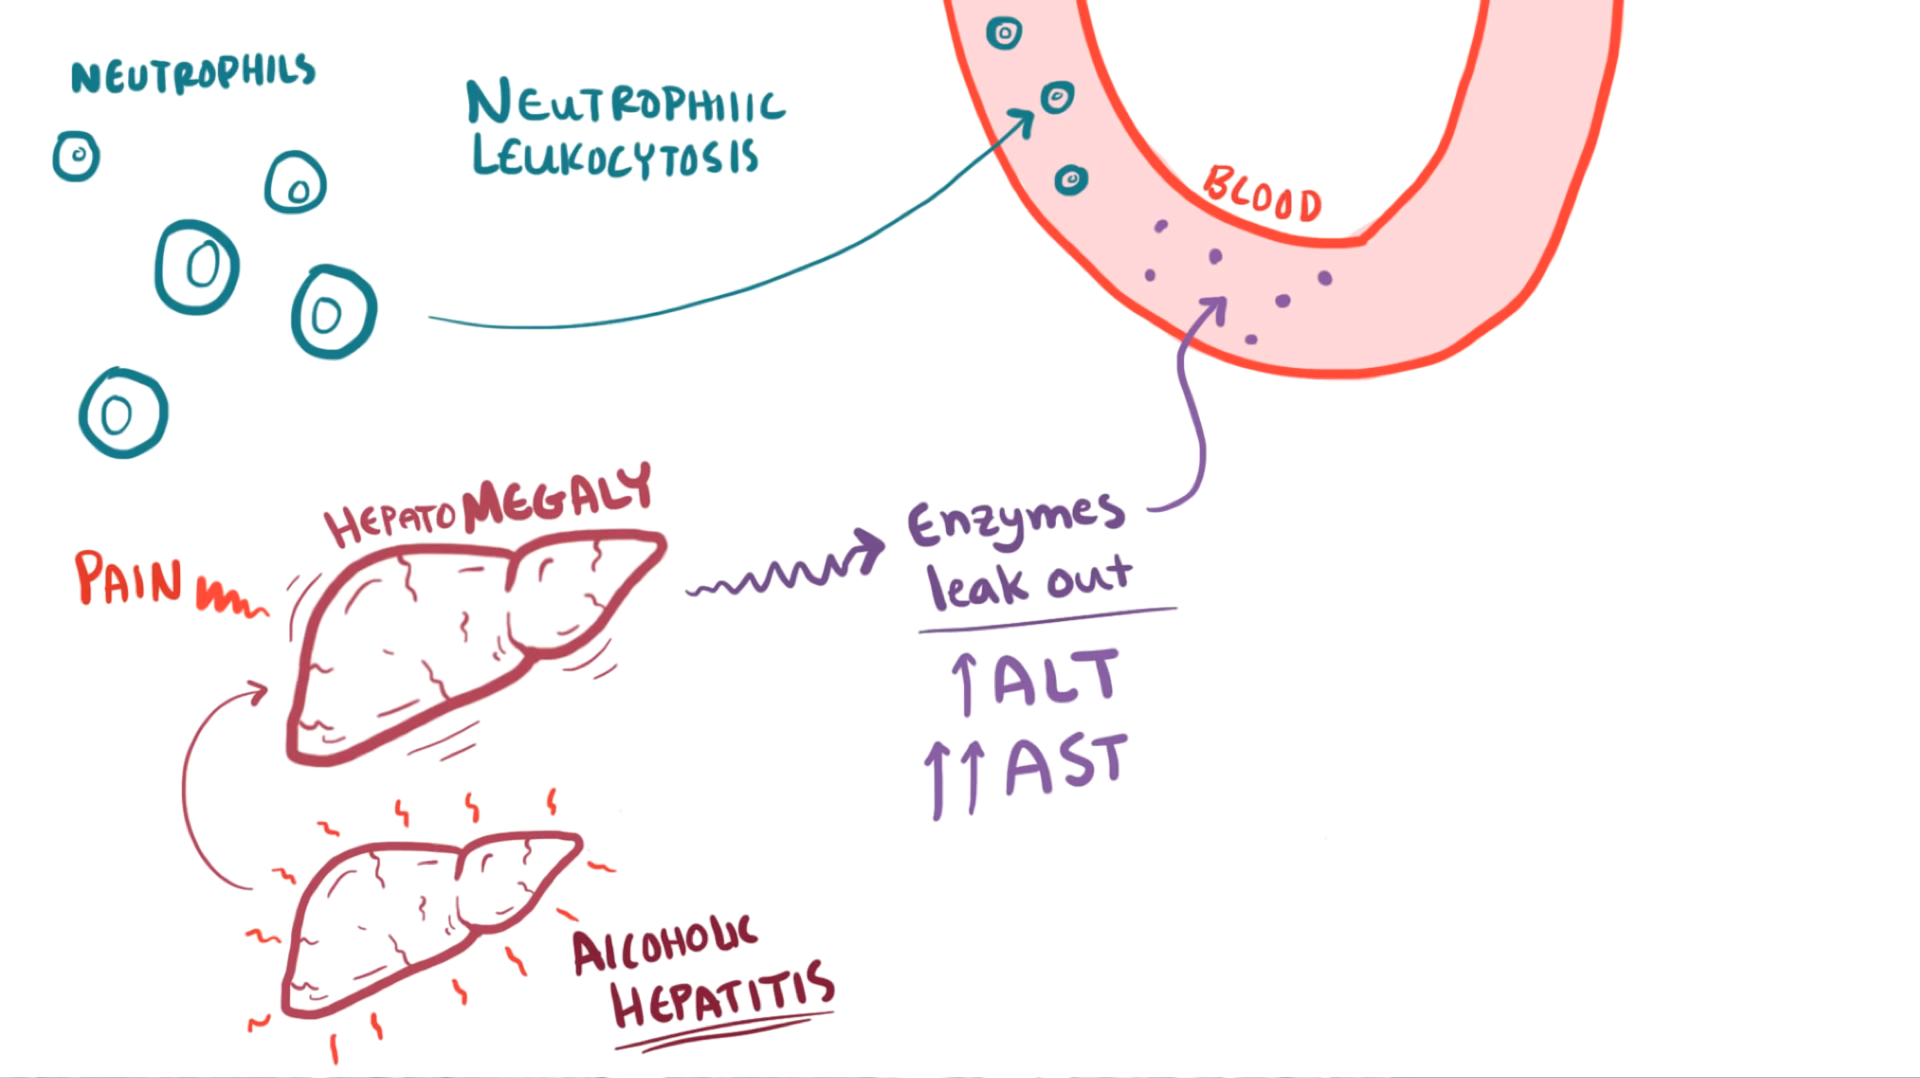 NEUTROPHILS
NEUTROPHILIC
LEUKOCYTOSIS
BLOOD
HEPATOMEGALY
PAIN
Enzymes
leak out
↑ALT
↑↑AST
ALCOHOLIC
HEPATITIS